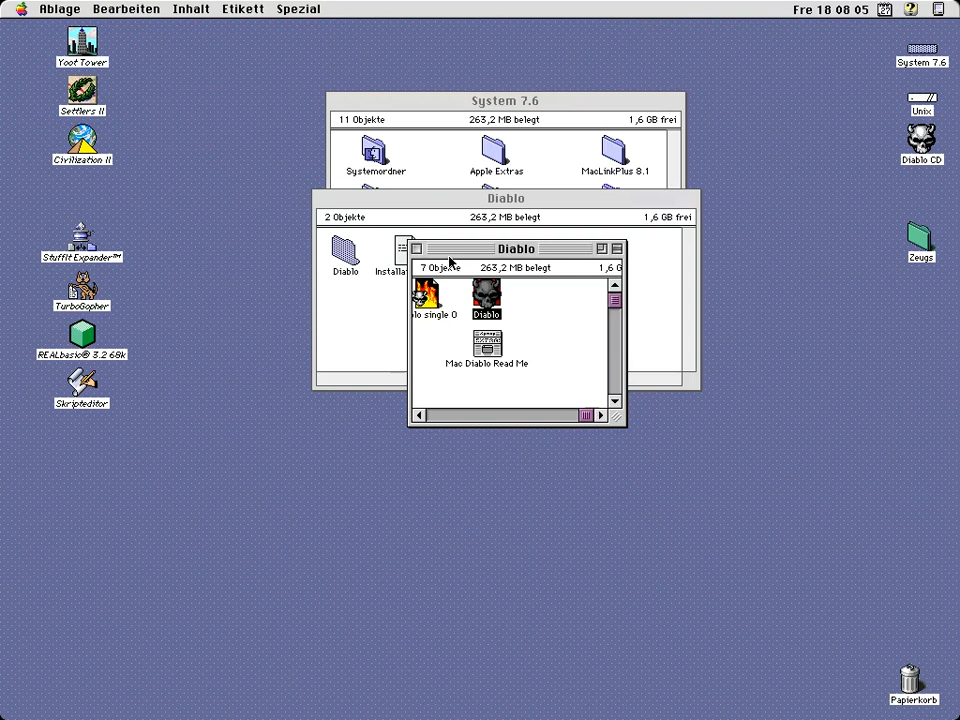 Ablage Bearbeiten Inhalt Etikett Spezial Fre 18 08 05
Yoot Tower
Settlers II
Civilization II
StuffIt Expander™
TurboGopher
REALbasic® 3.2 68k
Skripteditor
System 7.6
11 Objekte 263,2 MB belegt 1,6 GB frei
Systemordner Apple Extras MacLinkPlus 8.1
Diablo
2 Objekte 263,2 MB belegt 1,6 GB frei
Diablo Installa
Diablo
7 Objekte 263,2 MB belegt 1,6 G
lo single 0 Diablo
Mac Diablo Read Me
System 7.6
Unix
Diablo CD
Zeugs
Papierkorb